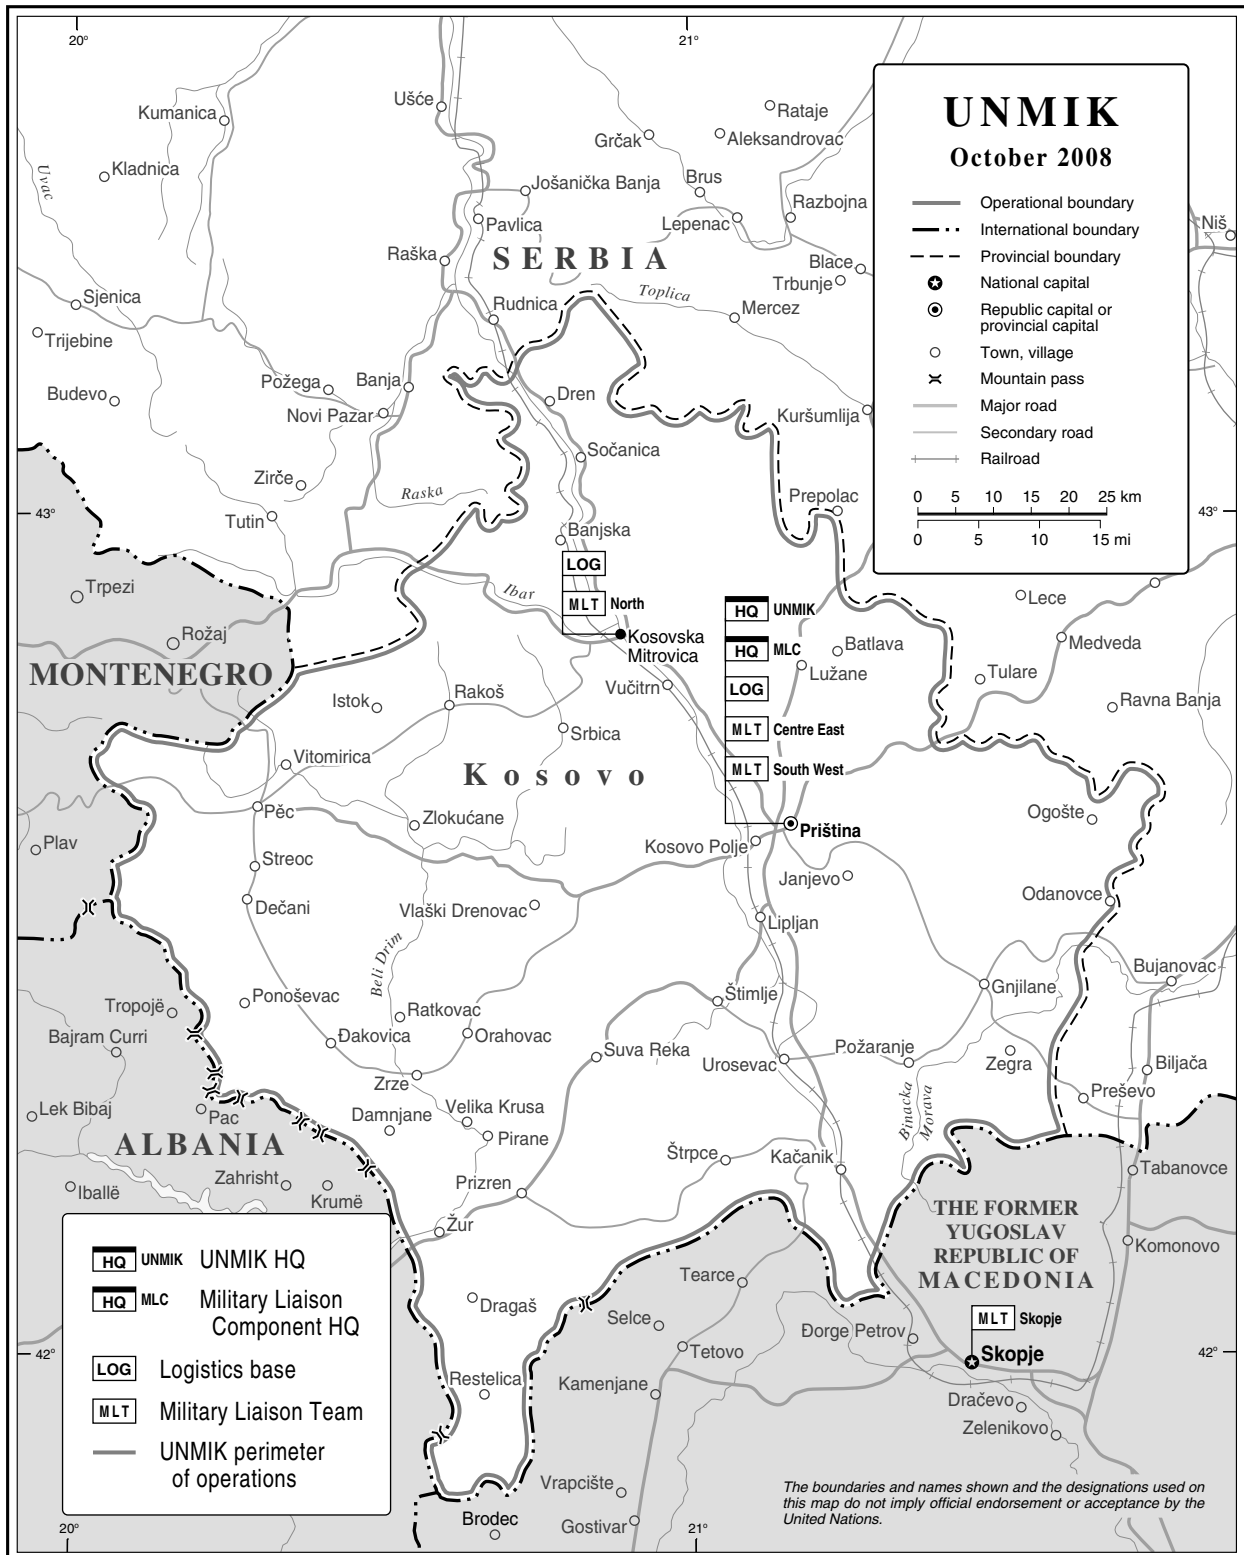 20°
21°
UNMIK
October 2008
Operational boundary
International boundary
Provincial boundary
National capital
Republic capital or
provincial capital
Town, village
Mountain pass
Major road
Secondary road
Railroad
0 5 10 15 20 25 km
0 5 10 15 mi
Ušće
Kumanica
Rataje
Grčak
Aleksandrovac
Kladnica
Uvac
Jošanička Banja
Brus
Razbojna
Pavlica
Lepenac
Niš
Raška
SERBIA
Blace
Trbunje
Toplica
Sjenica
Rudnica
Mercez
Trijebine
Požega
Banja
Budevo
Dren
Novi Pazar
Kuršumlija
Sočanica
Zirče
Raska
Prepolac
43°
43°
Tutin
Banjska
LOG
Ibar
Trpezi
MLT North
HQ UNMIK
Lece
Rožaj
Kosovska
Mitrovica
HQ MLC
Batlava
Medveda
MONTENEGRO
Lužane
Vučitrn
Tulare
Rakoš
LOG
Istok
Ravna Banja
Srbica
MLT Centre East
Vitomirica
Kosovo
MLT South West
Pěc
Zlokućane
Ogošte
Priština
Plav
Kosovo Polje
Streoc
Janjevo
Dečani
Vlaški Drenovac
Odanovce
Lipljan
Beli Drim
Bujanovac
Gnjilane
Štimlje
Ponoševac
Tropojë
Ratkovac
Bajram Curri
Đakovica
Orahovac
Suva Reka
Požaranje
Urosevac
Zegra
Biljača
Zrze
Preševo
Lek Bibaj
Pac
Damnjane
Velika Krusa
Binacka
Morava
ALBANIA
Pirane
Štrpce
Kačanik
Tabanovce
Iballë
Zahrisht
Krumë
Prizren
THE FORMER
YUGOSLAV
REPUBLIC OF
MACEDONIA
Žur
Komonovo
HQ UNMIK UNMIK HQ
HQ MLC Military Liaison
Component HQ
LOG Logistics base
MLT Military Liaison Team
UNMIK perimeter
of operations
Tearce
Dragaš
Selce
MLT Skopje
Đorge Petrov
42°
42°
Tetovo
Skopje
Restelica
Kamenjane
Dračevo
Zelenikovo
Vrapcište
Brodec
Gostivar
The boundaries and names shown and the designations used on
this map do not imply official endorsement or acceptance by the
United Nations.
20°
21°